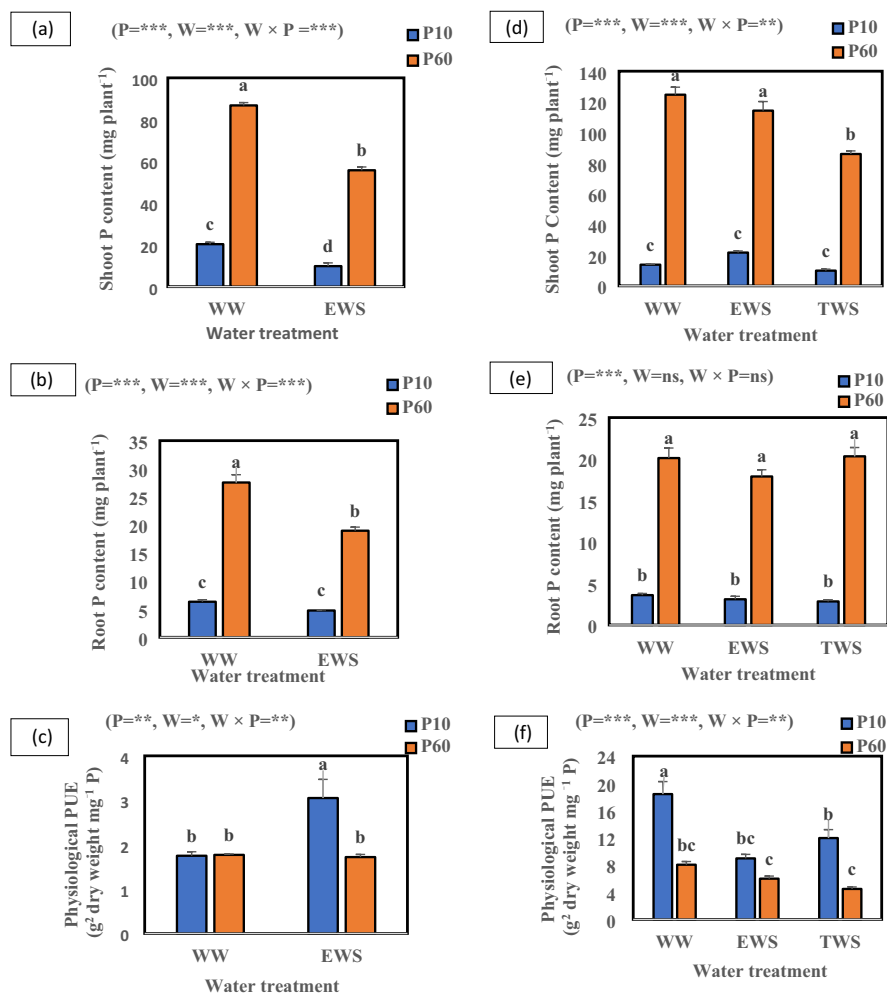 (a)
(P=***, W=***, W × P =***)
P10
P60
Shoot P content (mg plant⁻¹)
100
80
60
40
20
0
c
a
d
b
WW
EWS
Water treatment
(d)
(P=***, W=***, W × P=**)
P10
P60
Shoot P Content (mg plant⁻¹)
140
120
100
80
60
40
20
0
c
a
c
a
c
b
WW
EWS
TWS
Water treatment
(b)
(P=***, W=***, W × P=***)
P10
P60
Root P content (mg plant⁻¹)
35
30
25
20
15
10
5
0
c
a
c
b
WW
EWS
Water treatment
(e)
(P=***, W=ns, W × P=ns)
P10
P60
Root P content (mg plant⁻¹)
25
20
15
10
5
0
b
a
b
a
b
a
WW
EWS
TWS
Water treatment
(c)
(P=**, W=*, W × P=**)
P10
P60
Physiological PUE
(g² dry weight mg⁻¹ P)
4
3
2
1
0
b
b
a
b
WW
EWS
Water treatment
(f)
(P=***, W=***, W × P=**)
P10
P60
Physiological PUE
(g² dry weight mg⁻¹ P)
24
20
16
12
8
4
0
a
bc
bc
c
b
c
WW
EWS
TWS
Water treatment